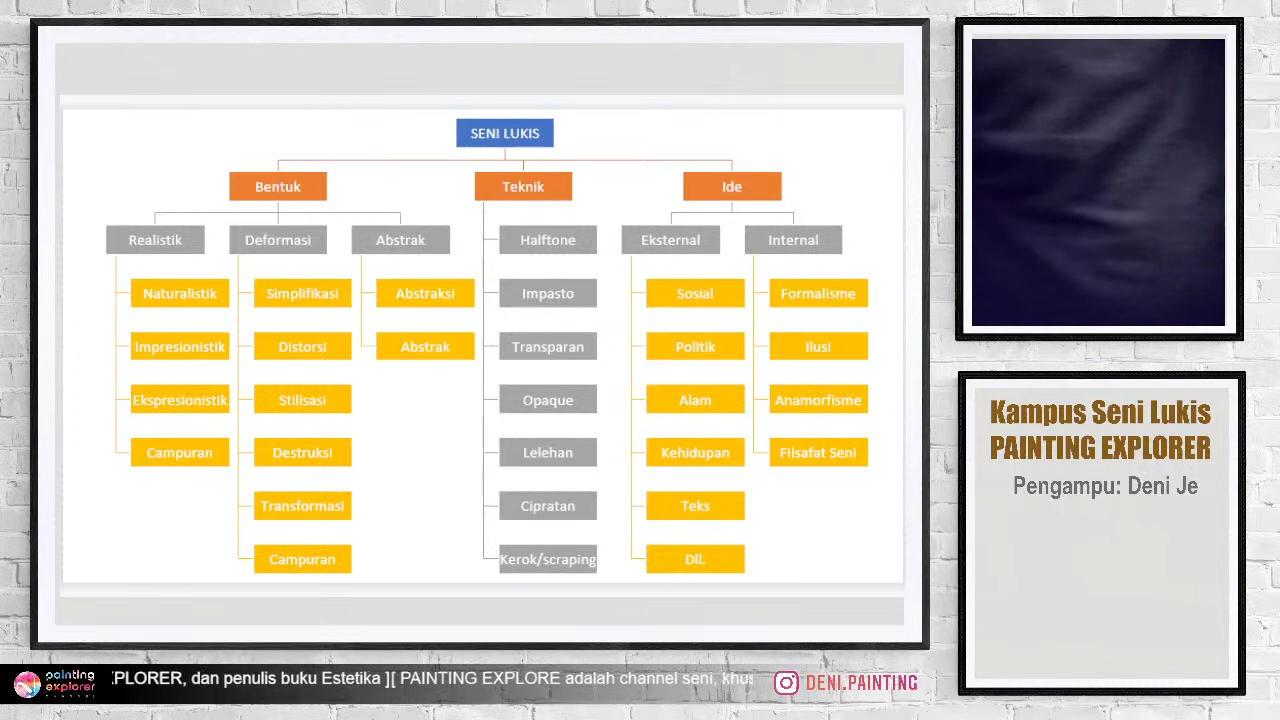 SENI LUKIS
Bentuk
Teknik
Ide
Realistik
Deformasi
Abstrak
Halftone
Eksternal
Internal
Naturalistik
Simplifikasi
Abstraksi
Impasto
Sosial
Formalisme
Impresionistik
Distorsi
Abstrak
Transparan
Politik
Ilusi
Ekspresionistik
Stilisasi
Opaque
Alam
Anamorfisme
Campuran
Destruksi
Lelehan
Kehidupan
Filsafat Seni
Transformasi
Cipratan
Teks
Campuran
Kerok/scraping
Dll.
Kampus Seni Lukis
PAINTING EXPLORER
Pengampu: Deni Je
painting
explorer
CHANNEL
XPLORER, dan penulis buku Estetika ][ PAINTING EXPLORE adalah channel seni, khus
DENI.PAINTING